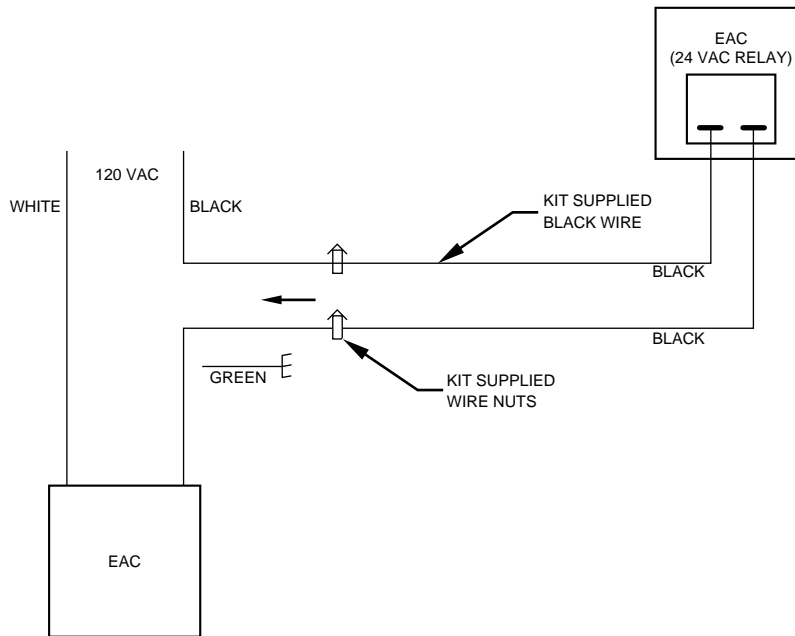 EAC
(24 VAC RELAY)
120 VAC
WHITE
BLACK
KIT SUPPLIED
BLACK WIRE
BLACK
BLACK
GREEN
KIT SUPPLIED
WIRE NUTS
EAC